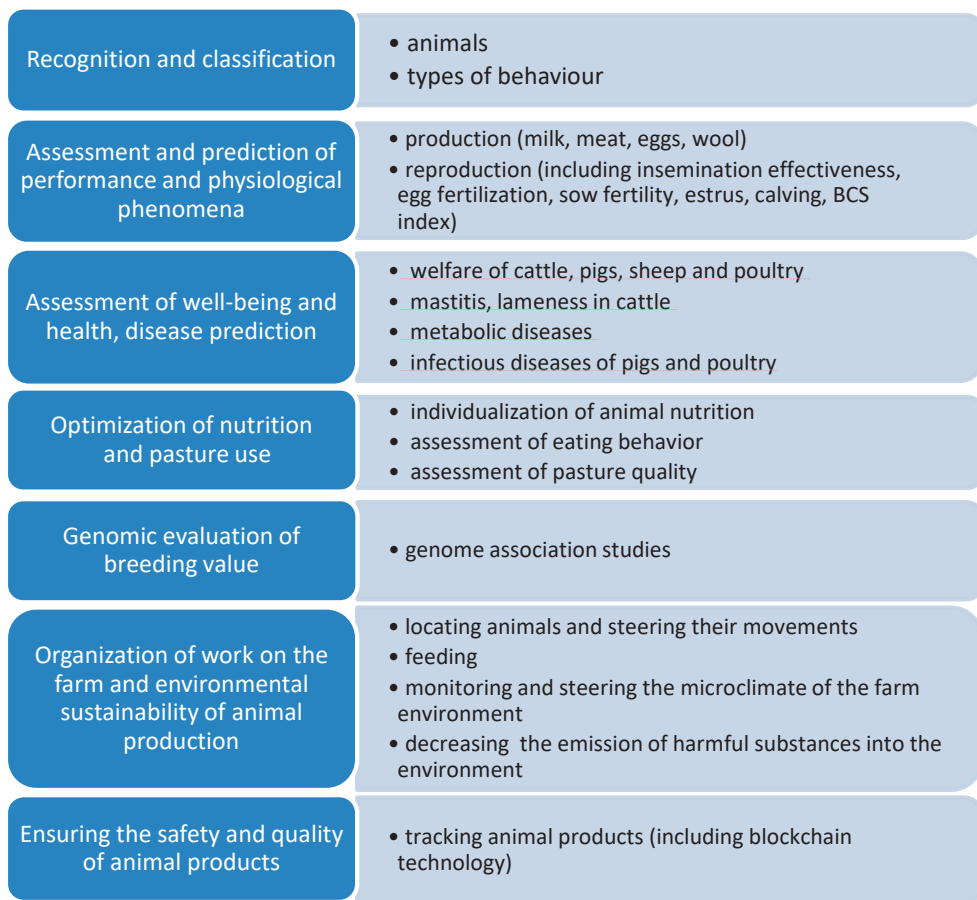 Recognition and classification
• animals
• types of behaviour
Assessment and prediction of
performance and physiological
phenomena
• production (milk, meat, eggs, wool)
• reproduction (including insemination effectiveness,
egg fertilization, sow fertility, estrus, calving, BCS
index)
Assessment of well-being and
health, disease prediction
• welfare of cattle, pigs, sheep and poultry
• mastitis, lameness in cattle
• metabolic diseases
• infectious diseases of pigs and poultry
Optimization of nutrition
and pasture use
• individualization of animal nutrition
• assessment of eating behavior
• assessment of pasture quality
Genomic evaluation of
breeding value
• genome association studies
Organization of work on the
farm and environmental
sustainability of animal
production
• locating animals and steering their movements
• feeding
• monitoring and steering the microclimate of the farm
environment
• decreasing the emission of harmful substances into the
environment
Ensuring the safety and quality
of animal products
• tracking animal products (including blockchain
technology)